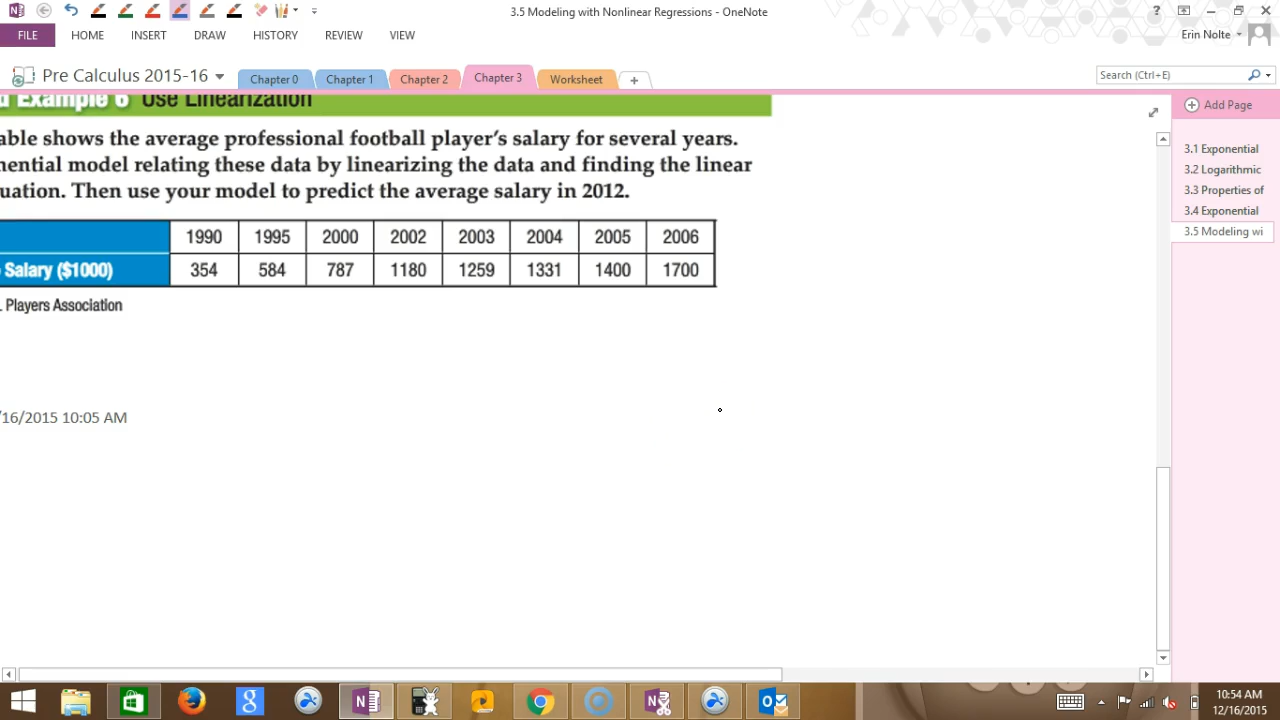 3.5 Modeling with Nonlinear Regressions - OneNote
?
FILE HOME INSERT DRAW HISTORY REVIEW VIEW
Erin Nolte
Pre Calculus 2015-16 Chapter 0 Chapter 1 Chapter 2 Chapter 3 Worksheet
Search (Ctrl+E)
Add Page
3.1 Exponential
3.2 Logarithmic
3.3 Properties of
3.4 Exponential
3.5 Modeling wi
Example 6 Use Linearization
able shows the average professional football player's salary for several years.
nential model relating these data by linearizing the data and finding the linear
uation. Then use your model to predict the average salary in 2012.
1990 1995 2000 2002 2003 2004 2005 2006
Salary ($1000) 354 584 787 1180 1259 1331 1400 1700
Players Association
/16/2015 10:05 AM
10:54 AM
12/16/2015